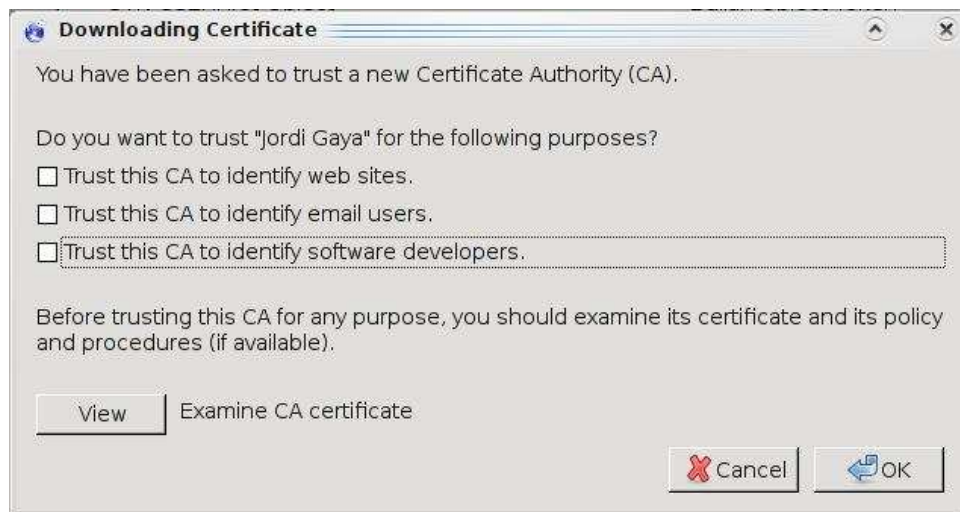 Downloading Certificate
You have been asked to trust a new Certificate Authority (CA).
Do you want to trust "Jordi Gaya" for the following purposes?
Trust this CA to identify web sites.
Trust this CA to identify email users.
Trust this CA to identify software developers.
Before trusting this CA for any purpose, you should examine its certificate and its policy
and procedures (if available).
View Examine CA certificate
Cancel OK